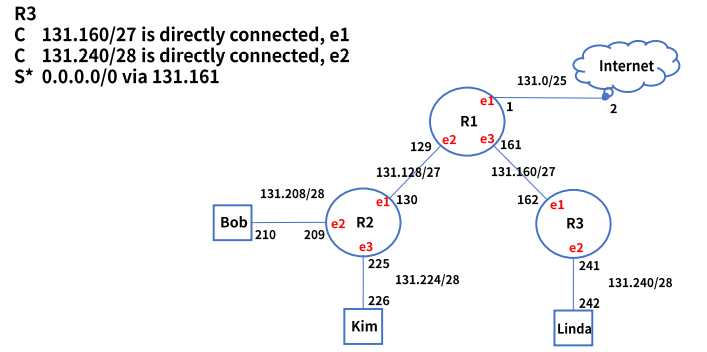 R3
C 131.160/27 is directly connected, e1
C 131.240/28 is directly connected, e2
S* 0.0.0.0/0 via 131.161
Internet
131.0/25
e1
1
2
R1
e2
e3
129
161
131.128/27
131.160/27
131.208/28
e1
130
162
e1
Bob
e2
R2
R3
210
209
e3
e2
225
241
131.224/28
131.240/28
226
242
Kim
Linda